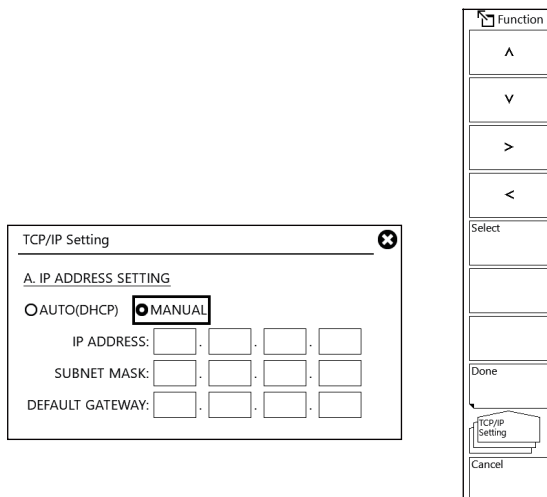 Function
∧
∨
>
<
Select
Done
TCP/IP
Setting
Cancel
TCP/IP Setting
A. IP ADDRESS SETTING
AUTO(DHCP) MANUAL
IP ADDRESS: . . .
SUBNET MASK: . . .
DEFAULT GATEWAY: . . .